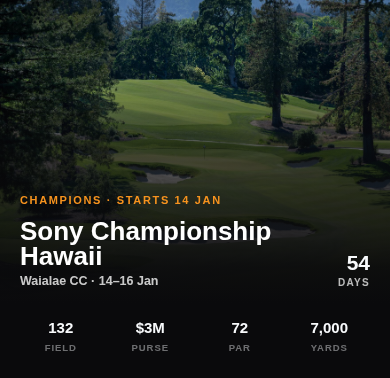 CHAMPIONS · STARTS 14 JAN
Sony Championship
Hawaii
Waialae CC · 14–16 Jan
54
DAYS
132 $3M 72 7,000
FIELD PURSE PAR YARDS